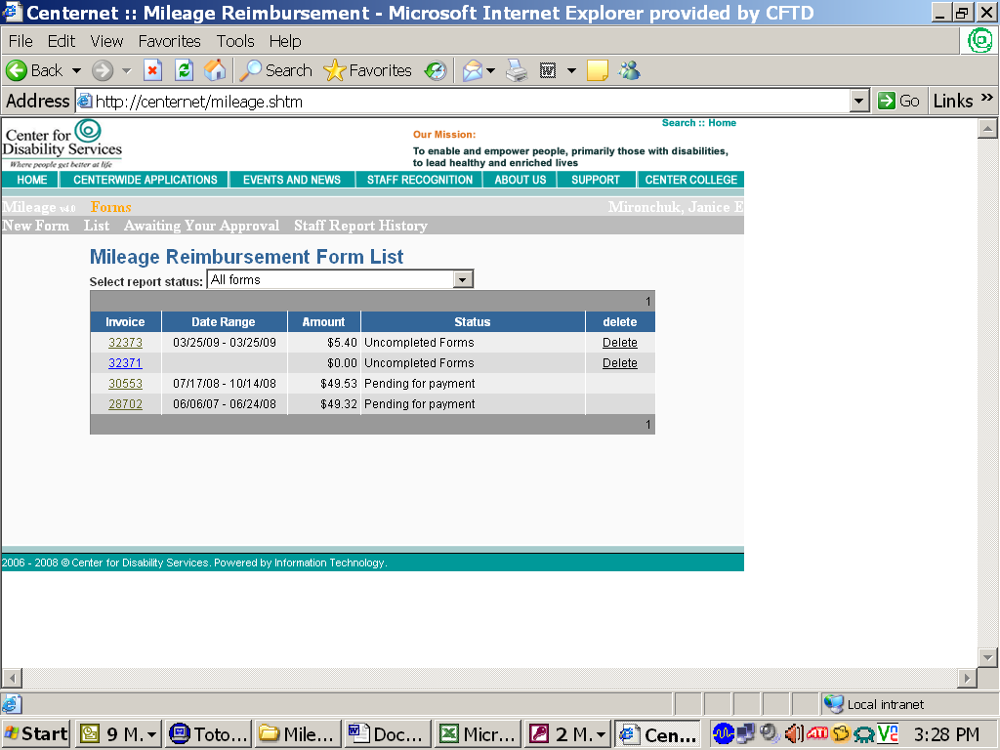 Centernet :: Mileage Reimbursement - Microsoft Internet Explorer provided by CFTD
File Edit View Favorites Tools Help
Back Search Favorites
Address http://centernet/mileage.shtm Go Links »
Search :: Home
Center for
Disability Services
Where people get better at life
Our Mission:
To enable and empower people, primarily those with disabilities,
to lead healthy and enriched lives
HOME CENTERWIDE APPLICATIONS EVENTS AND NEWS STAFF RECOGNITION ABOUT US SUPPORT CENTER COLLEGE
Mileage v4.0 Forms Mironchuk, Janice E
New Form List Awaiting Your Approval Staff Report History
Mileage Reimbursement Form List
Select report status: All forms
1
Invoice Date Range Amount Status delete
32373 03/25/09 - 03/25/09 $5.40 Uncompleted Forms Delete
32371 $0.00 Uncompleted Forms Delete
30553 07/17/08 - 10/14/08 $49.53 Pending for payment
28702 06/06/07 - 06/24/08 $49.32 Pending for payment
1
2006 - 2008 © Center for Disability Services. Powered by Information Technology.
Local intranet
Start 9 M... Toto... Mile... Doc... Micr... 2 M... Cen... 3:28 PM